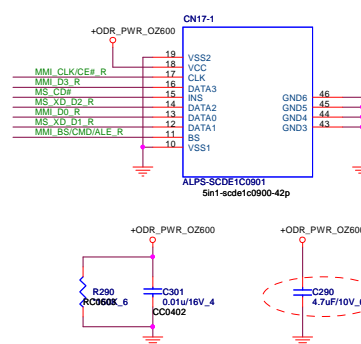 CN17-1
+ODR_PWR_OZ600
19 VSS2
18 VCC
MMI_CLK/CE#_R 17 CLK
MMI_D3_R 16 DATA3
MS_CD# 15 INS GND6 46
MS_XD_D2_R 14 DATA2 GND5 45
MMI_D0_R 13 DATA0 GND4 44
MS_XD_D1_R 12 DATA1 GND3 43
MMI_BS/CMD/ALE_R 11 BS
10 VSS1
ALPS-SCDE1C0901
5in1-scde1c0900-42p
+ODR_PWR_OZ600 +ODR_PWR_OZ600
R290 C301 C290
RC0603 0.01u/16V_4 4.7uF/10V_
CC0402